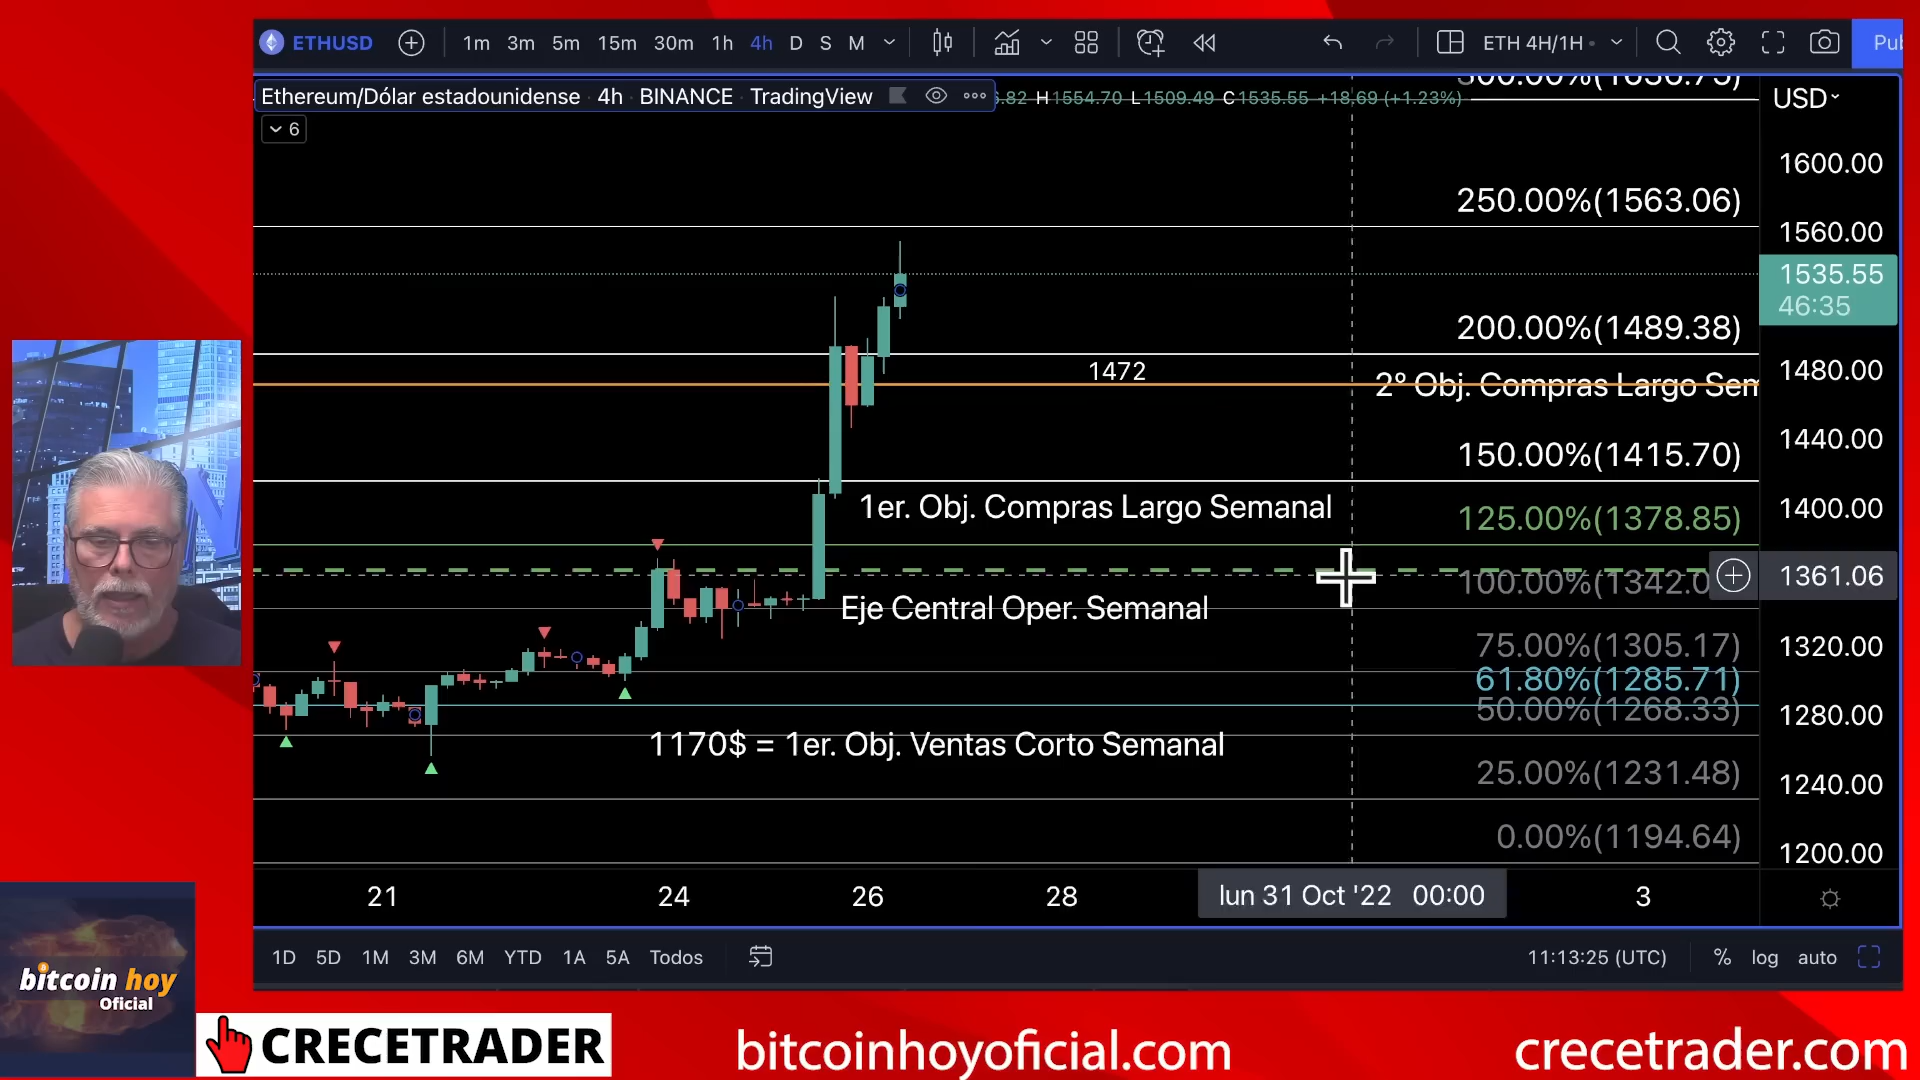 ETHUSD
1m 3m 5m 15m 30m 1h 4h D S M
ETH 4H/1H
Ethereum/Dólar estadounidense · 4h · BINANCE · TradingView
H1554.70 L1509.49 C1535.55 +18.69 (+1.23%)
USD
6
1600.00
250.00%(1563.06)
1560.00
1535.55
46:35
200.00%(1489.38)
1472
1480.00
2º Obj. Compras Largo Sem
150.00%(1415.70)
1440.00
1er. Obj. Compras Largo Semanal
125.00%(1378.85)
1400.00
100.00%(1342.0
1361.06
Eje Central Oper. Semanal
75.00%(1305.17)
1320.00
61.80%(1285.71)
50.00%(1268.33)
1280.00
1170$ = 1er. Obj. Ventas Corto Semanal
25.00%(1231.48)
1240.00
0.00%(1194.64)
1200.00
21 24 26 28 lun 31 Oct '22 00:00 3
1D 5D 1M 3M 6M YTD 1A 5A Todos
11:13:25 (UTC) % log auto
bitcoin hoy
Oficial
CRECETRADER
bitcoinhoyoficial.com
crecetrader.com